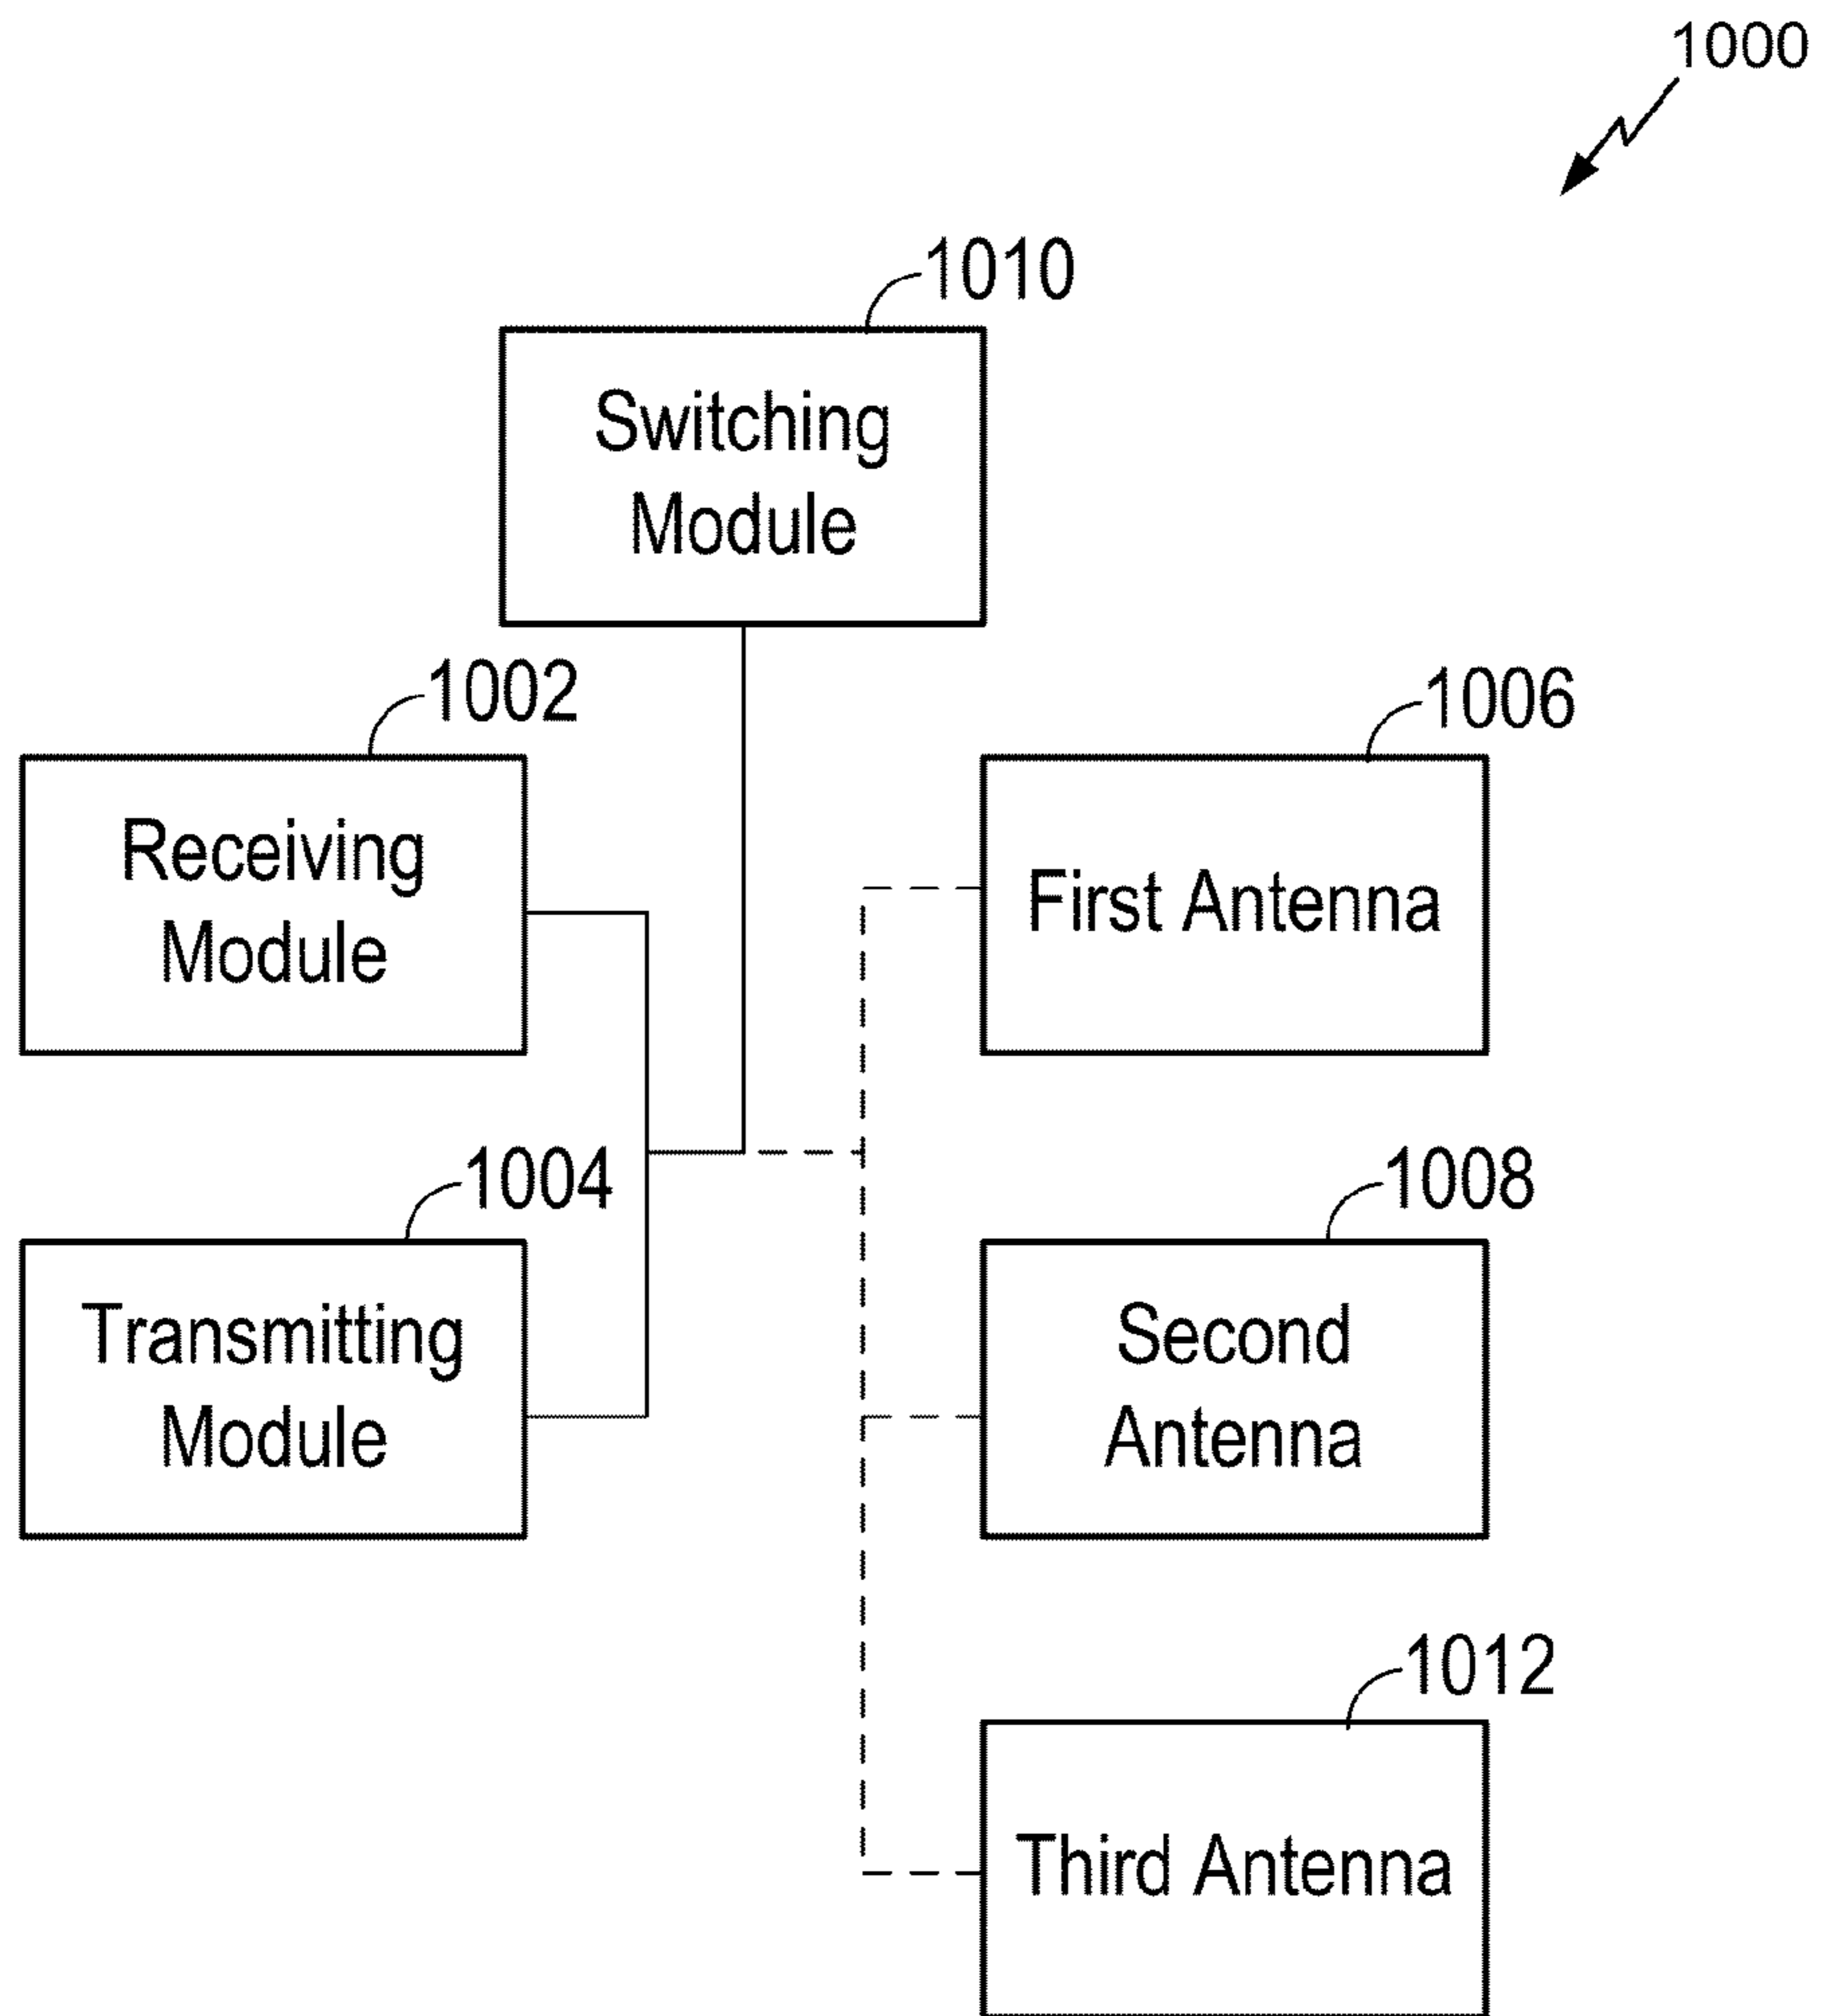 1000
1010
Switching
Module
1002
Receiving
Module
1006
First Antenna
1004
Transmitting
Module
1008
Second
Antenna
1012
Third Antenna